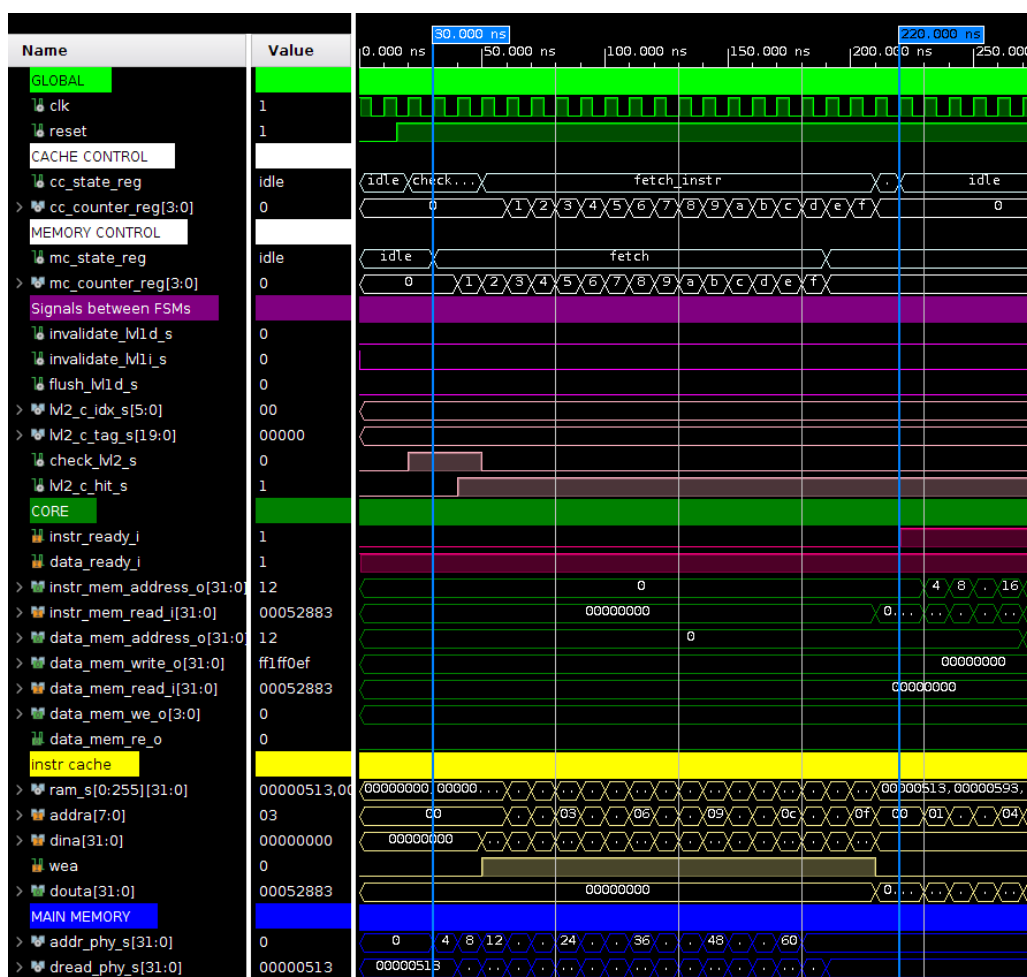 30.000 ns 220.000 ns
Name Value 0.000 ns 50.000 ns 100.000 ns 150.000 ns 200.000 ns 250.00
GLOBAL
clk 1
reset 1
CACHE CONTROL
cc_state_reg idle idle check... fetch_instr . idle
cc_counter_reg[3:0] 0 0 1 2 3 4 5 6 7 8 9 a b c d e f 0
MEMORY CONTROL
mc_state_reg idle idle fetch
mc_counter_reg[3:0] 0 0 1 2 3 4 5 6 7 8 9 a b c d e f
Signals between FSMs
invalidate_lvl1d_s 0
invalidate_lvl1i_s 0
flush_lvl1d_s 0
lvl2_c_idx_s[5:0] 00
lvl2_c_tag_s[19:0] 00000
check_lvl2_s 0
lvl2_c_hit_s 1
CORE
instr_ready_i 1
data_ready_i 1
instr_mem_address_o[31:0] 12 0 4 8 . 16
instr_mem_read_i[31:0] 00052883 00000000 0... .. . . ..
data_mem_address_o[31:0 12 0
data_mem_write_o[31:0] ff1ff0ef 00000000
data_mem_read_i[31:0] 00052883 00000000
data_mem_we_o[3:0] 0
data_mem_re_o 0
instr cache
ram_s[0:255][31:0] 00000513,00 00000000,00000... . . .. . . .. . . .. . . .. . . .. 00000513,00000593,
addra[7:0] 03 00 . . 03 . . 06 . . 09 . . 0c . . 0f 00 01 . . 04
dina[31:0] 00000000 00000000 .. . . .. . . .. . . .. . . .. . . ..
wea 0
douta[31:0] 00052883 00000000 0... .. . . ..
MAIN MEMORY
addr_phy_s[31:0] 0 0 4 8 12 . . 24 . . 36 . . 48 . . 60
dread_phy_s[31:0] 00000513 00000513 . . .. . . .. . . .. . . .. . . .